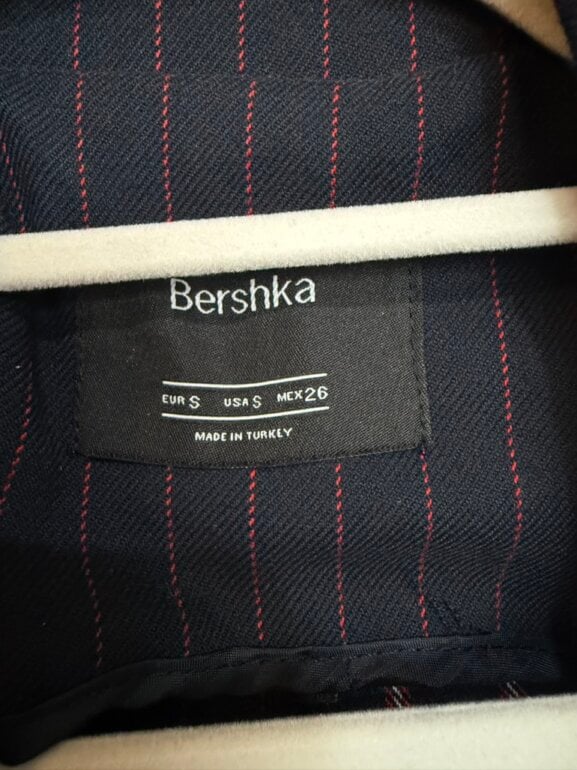 Bershka
EUR S USA S MEX 26
MADE IN TURKEY